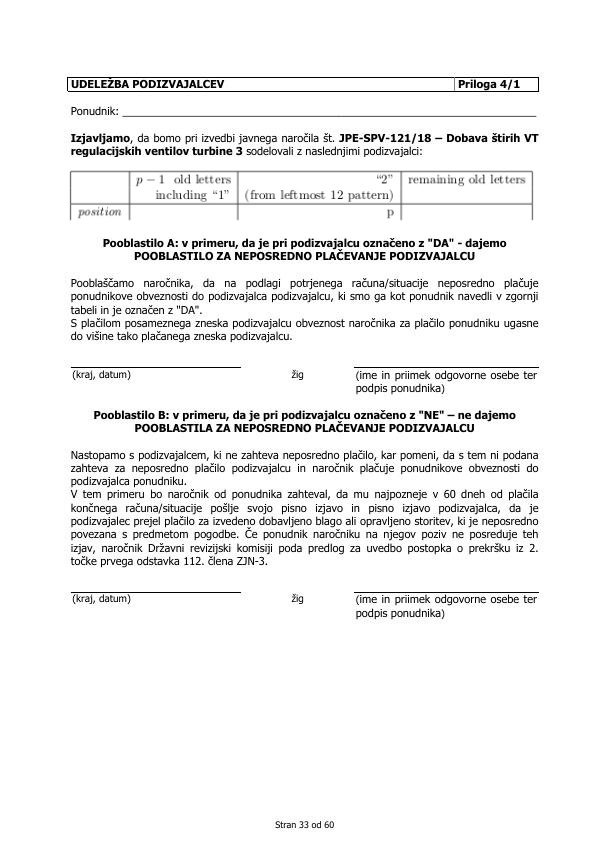 UDELEŽBA PODIZVAJALCEV Priloga 4/1
Ponudnik: ___________________________________________________________________
Izjavljamo, da bomo pri izvedbi javnega naročila št. JPE-SPV-121/18 – Dobava štirih VT
regulacijskih ventilov turbine 3 sodelovali z naslednjimi podizvajalci:
p − 1 old letters “2” remaining old letters
including “1” (from leftmost 12 pattern)
position p
Pooblastilo A: v primeru, da je pri podizvajalcu označeno z "DA" - dajemo
POOBLASTILO ZA NEPOSREDNO PLAČEVANJE PODIZVAJALCU
Pooblaščamo naročnika, da na podlagi potrjenega računa/situacije neposredno plačuje
ponudnikove obveznosti do podizvajalca podizvajalcu, ki smo ga kot ponudnik navedli v zgornji
tabeli in je označen z "DA".
S plačilom posameznega zneska podizvajalcu obveznost naročnika za plačilo ponudniku ugasne
do višine tako plačanega zneska podizvajalcu.
(kraj, datum) žig (ime in priimek odgovorne osebe ter
podpis ponudnika)
Pooblastilo B: v primeru, da je pri podizvajalcu označeno z "NE" – ne dajemo
POOBLASTILA ZA NEPOSREDNO PLAČEVANJE PODIZVAJALCU
Nastopamo s podizvajalcem, ki ne zahteva neposredno plačilo, kar pomeni, da s tem ni podana
zahteva za neposredno plačilo podizvajalcu in naročnik plačuje ponudnikove obveznosti do
podizvajalca ponudniku.
V tem primeru bo naročnik od ponudnika zahteval, da mu najpozneje v 60 dneh od plačila
končnega računa/situacije pošlje svojo pisno izjavo in pisno izjavo podizvajalca, da je
podizvajalec prejel plačilo za izvedeno dobavljeno blago ali opravljeno storitev, ki je neposredno
povezana s predmetom pogodbe. Če ponudnik naročniku na njegov poziv ne posreduje teh
izjav, naročnik Državni revizijski komisiji poda predlog za uvedbo postopka o prekršku iz 2.
točke prvega odstavka 112. člena ZJN-3.
(kraj, datum) žig (ime in priimek odgovorne osebe ter
podpis ponudnika)
Stran 33 od 60